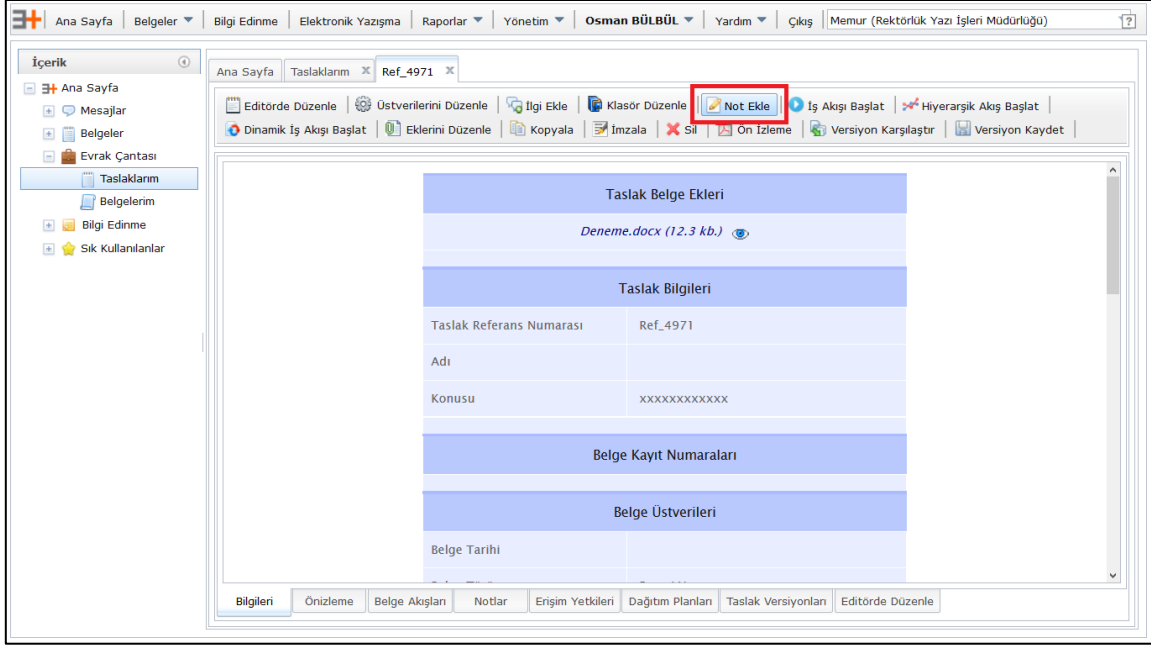 Ana Sayfa Belgeler Bilgi Edinme Elektronik Yazışma Raporlar Yönetim Osman BÜLBÜL Yardım Çıkış Memur (Rektörlük Yazı İşleri Müdürlüğü)
İçerik
Ana Sayfa
Mesajlar
Belgeler
Evrak Çantası
Taslaklarım
Belgelerim
Bilgi Edinme
Sık Kullanılanlar
Ana Sayfa Taslaklarım Ref_4971
Editörde Düzenle Üstverilerini Düzenle İlgi Ekle Klasör Düzenle Not Ekle İş Akışı Başlat Hiyerarşik Akış Başlat
Dinamik İş Akışı Başlat Eklerini Düzenle Kopyala İmzala Sil Ön İzleme Versiyon Karşılaştır Versiyon Kaydet
Taslak Belge Ekleri
Deneme.docx (12.3 kb.)
Taslak Bilgileri
Taslak Referans Numarası Ref_4971
Adı
Konusu xxxxxxxxxxxx
Belge Kayıt Numaraları
Belge Üstverileri
Belge Tarihi
Bilgileri Önizleme Belge Akışları Notlar Erişim Yetkileri Dağıtım Planları Taslak Versiyonları Editörde Düzenle